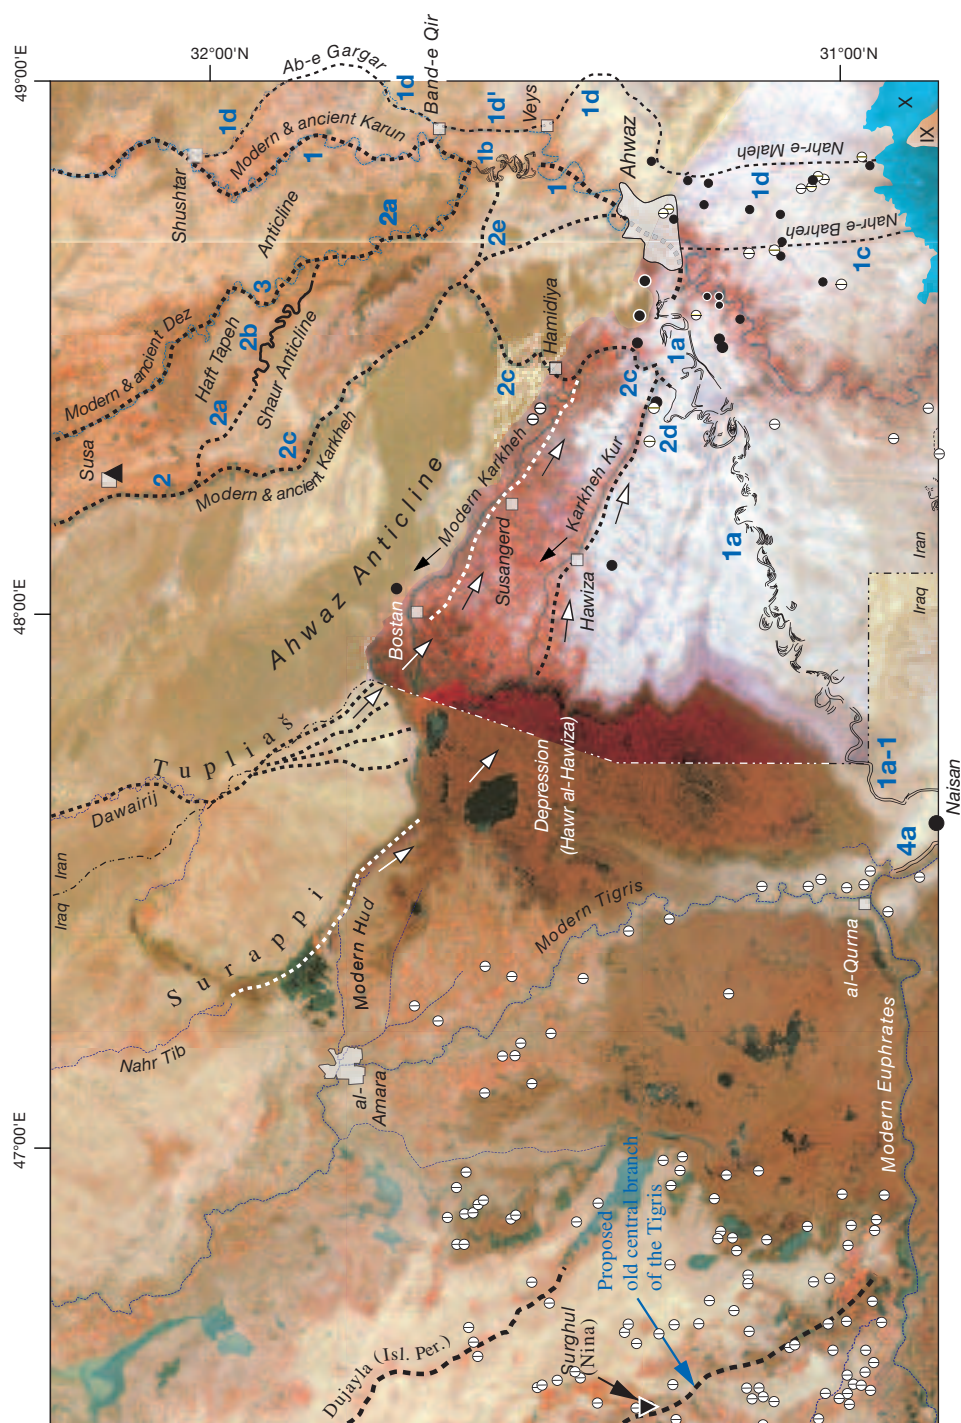 32°00'N
31°00'N
49°00'E
48°00'E
47°00'E
Ab-e Gargar
Band-e Qir
1d
1d
1d'
Veys
1d
Shushtar
Modern & ancient Karun
1
1b
1
Ahwaz
Nahr-e Maleh
1d
X
IX
Nahr-e Bahreh
1c
Anticline
2a
2e
3
Modern & ancient Dez
2b
Haft Tapeh
Shaur Anticline
2a
Hamidiya
2c
2c
1a
2d
Susa
2
2c
Modern & ancient Karkheh
Modern Karkheh
Karkheh Kur
Susangerd
Hawiza
1a
Ahwaz Anticline
Bostan
Iran
Iraq
Tupliaš
Dawairij
Iran
Iraq
Depression
(Hawr al-Hawiza)
1a-1
Naisan
4a
Surappi
Modern Hud
Modern Tigris
al-Qurna
Nahr Tib
al-
Amara
Modern Euphrates
Proposed
old central branch
of the Tigris
Surghul
(Nina)
Dujayla (Isl. Per.)